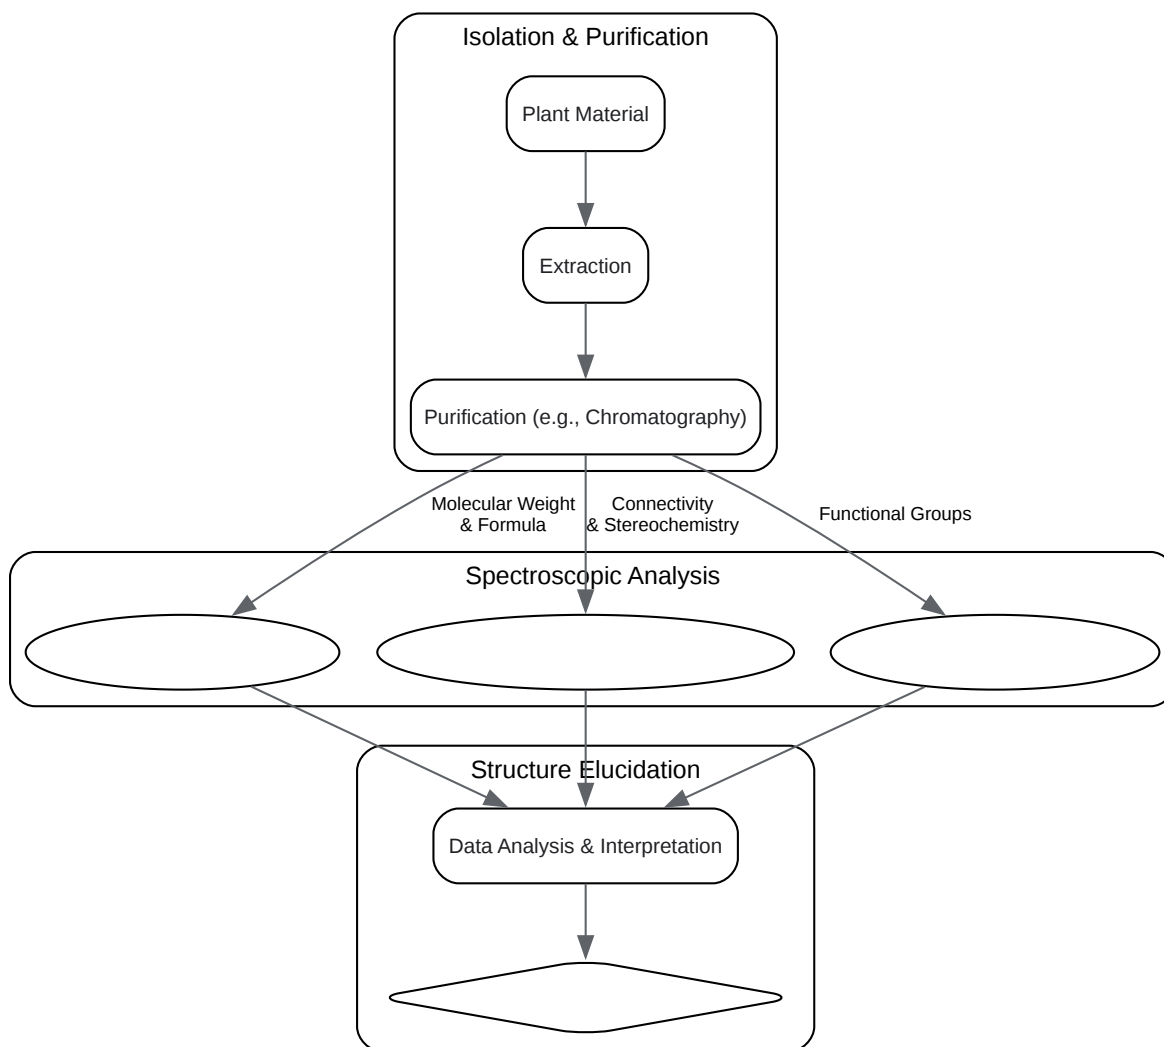 Isolation & Purification
Plant Material
Extraction
Purification (e.g., Chromatography)
Molecular Weight
& Formula
Connectivity
& Stereochemistry
Functional Groups
Spectroscopic Analysis
Structure Elucidation
Data Analysis & Interpretation